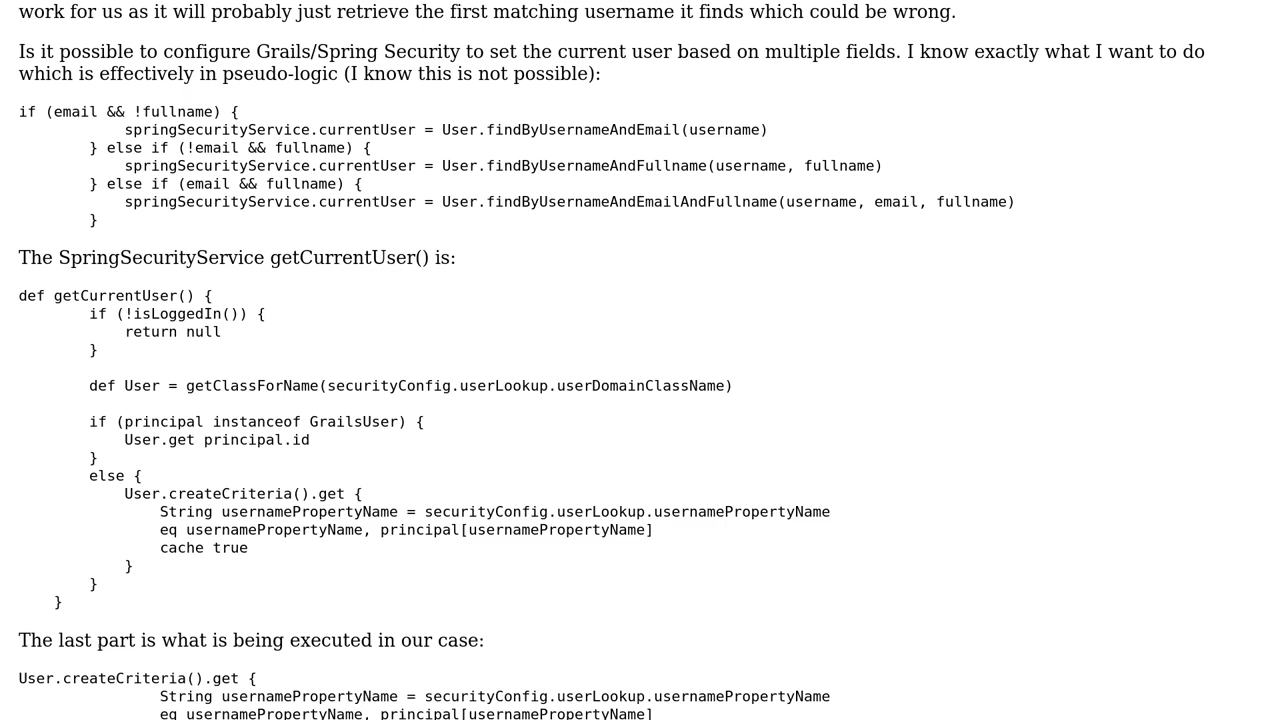 work for us as it will probably just retrieve the first matching username it finds which could be wrong.
Is it possible to configure Grails/Spring Security to set the current user based on multiple fields. I know exactly what I want to do
which is effectively in pseudo-logic (I know this is not possible):
if (email && !fullname) {
            springSecurityService.currentUser = User.findByUsernameAndEmail(username)
        } else if (!email && fullname) {
            springSecurityService.currentUser = User.findByUsernameAndFullname(username, fullname)
        } else if (email && fullname) {
            springSecurityService.currentUser = User.findByUsernameAndEmailAndFullname(username, email, fullname)
        }
The SpringSecurityService getCurrentUser() is:
def getCurrentUser() {
        if (!isLoggedIn()) {
            return null
        }
        def User = getClassForName(securityConfig.userLookup.userDomainClassName)
        if (principal instanceof GrailsUser) {
            User.get principal.id
        }
        else {
            User.createCriteria().get {
                String usernamePropertyName = securityConfig.userLookup.usernamePropertyName
                eq usernamePropertyName, principal[usernamePropertyName]
                cache true
            }
        }
    }
The last part is what is being executed in our case:
User.createCriteria().get {
                String usernamePropertyName = securityConfig.userLookup.usernamePropertyName
                eq usernamePropertyName, principal[usernamePropertyName]